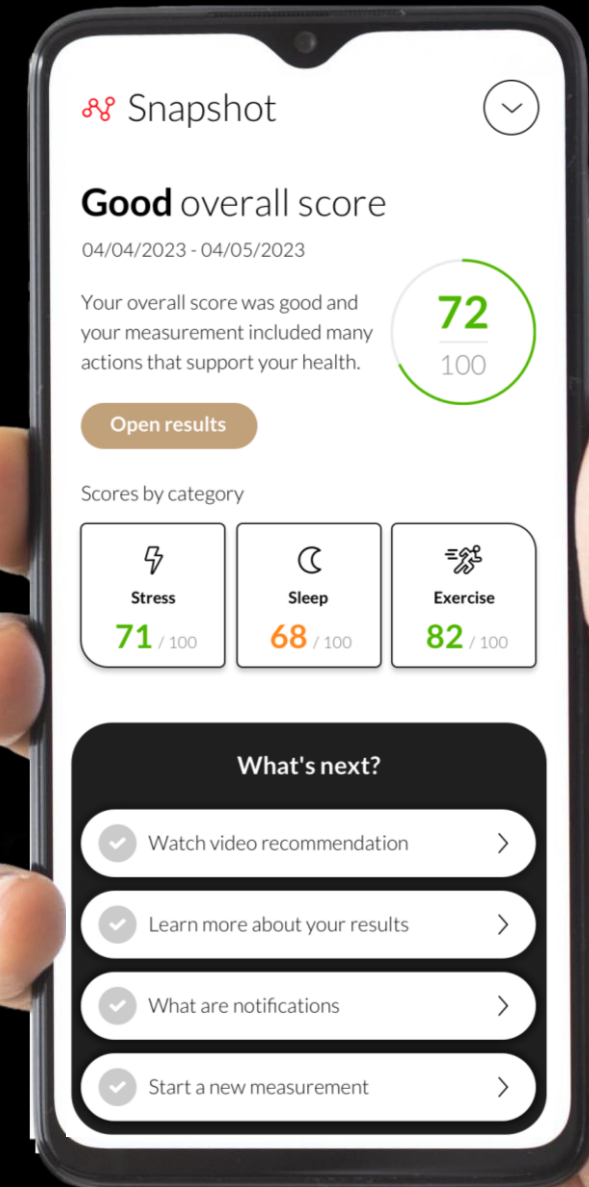 Snapshot
Good overall score
04/04/2023 - 04/05/2023
Your overall score was good and
your measurement included many
actions that support your health.
72
100
Open results
Scores by category
Stress
71 / 100
Sleep
68 / 100
Exercise
82 / 100
What's next?
Watch video recommendation
Learn more about your results
What are notifications
Start a new measurement